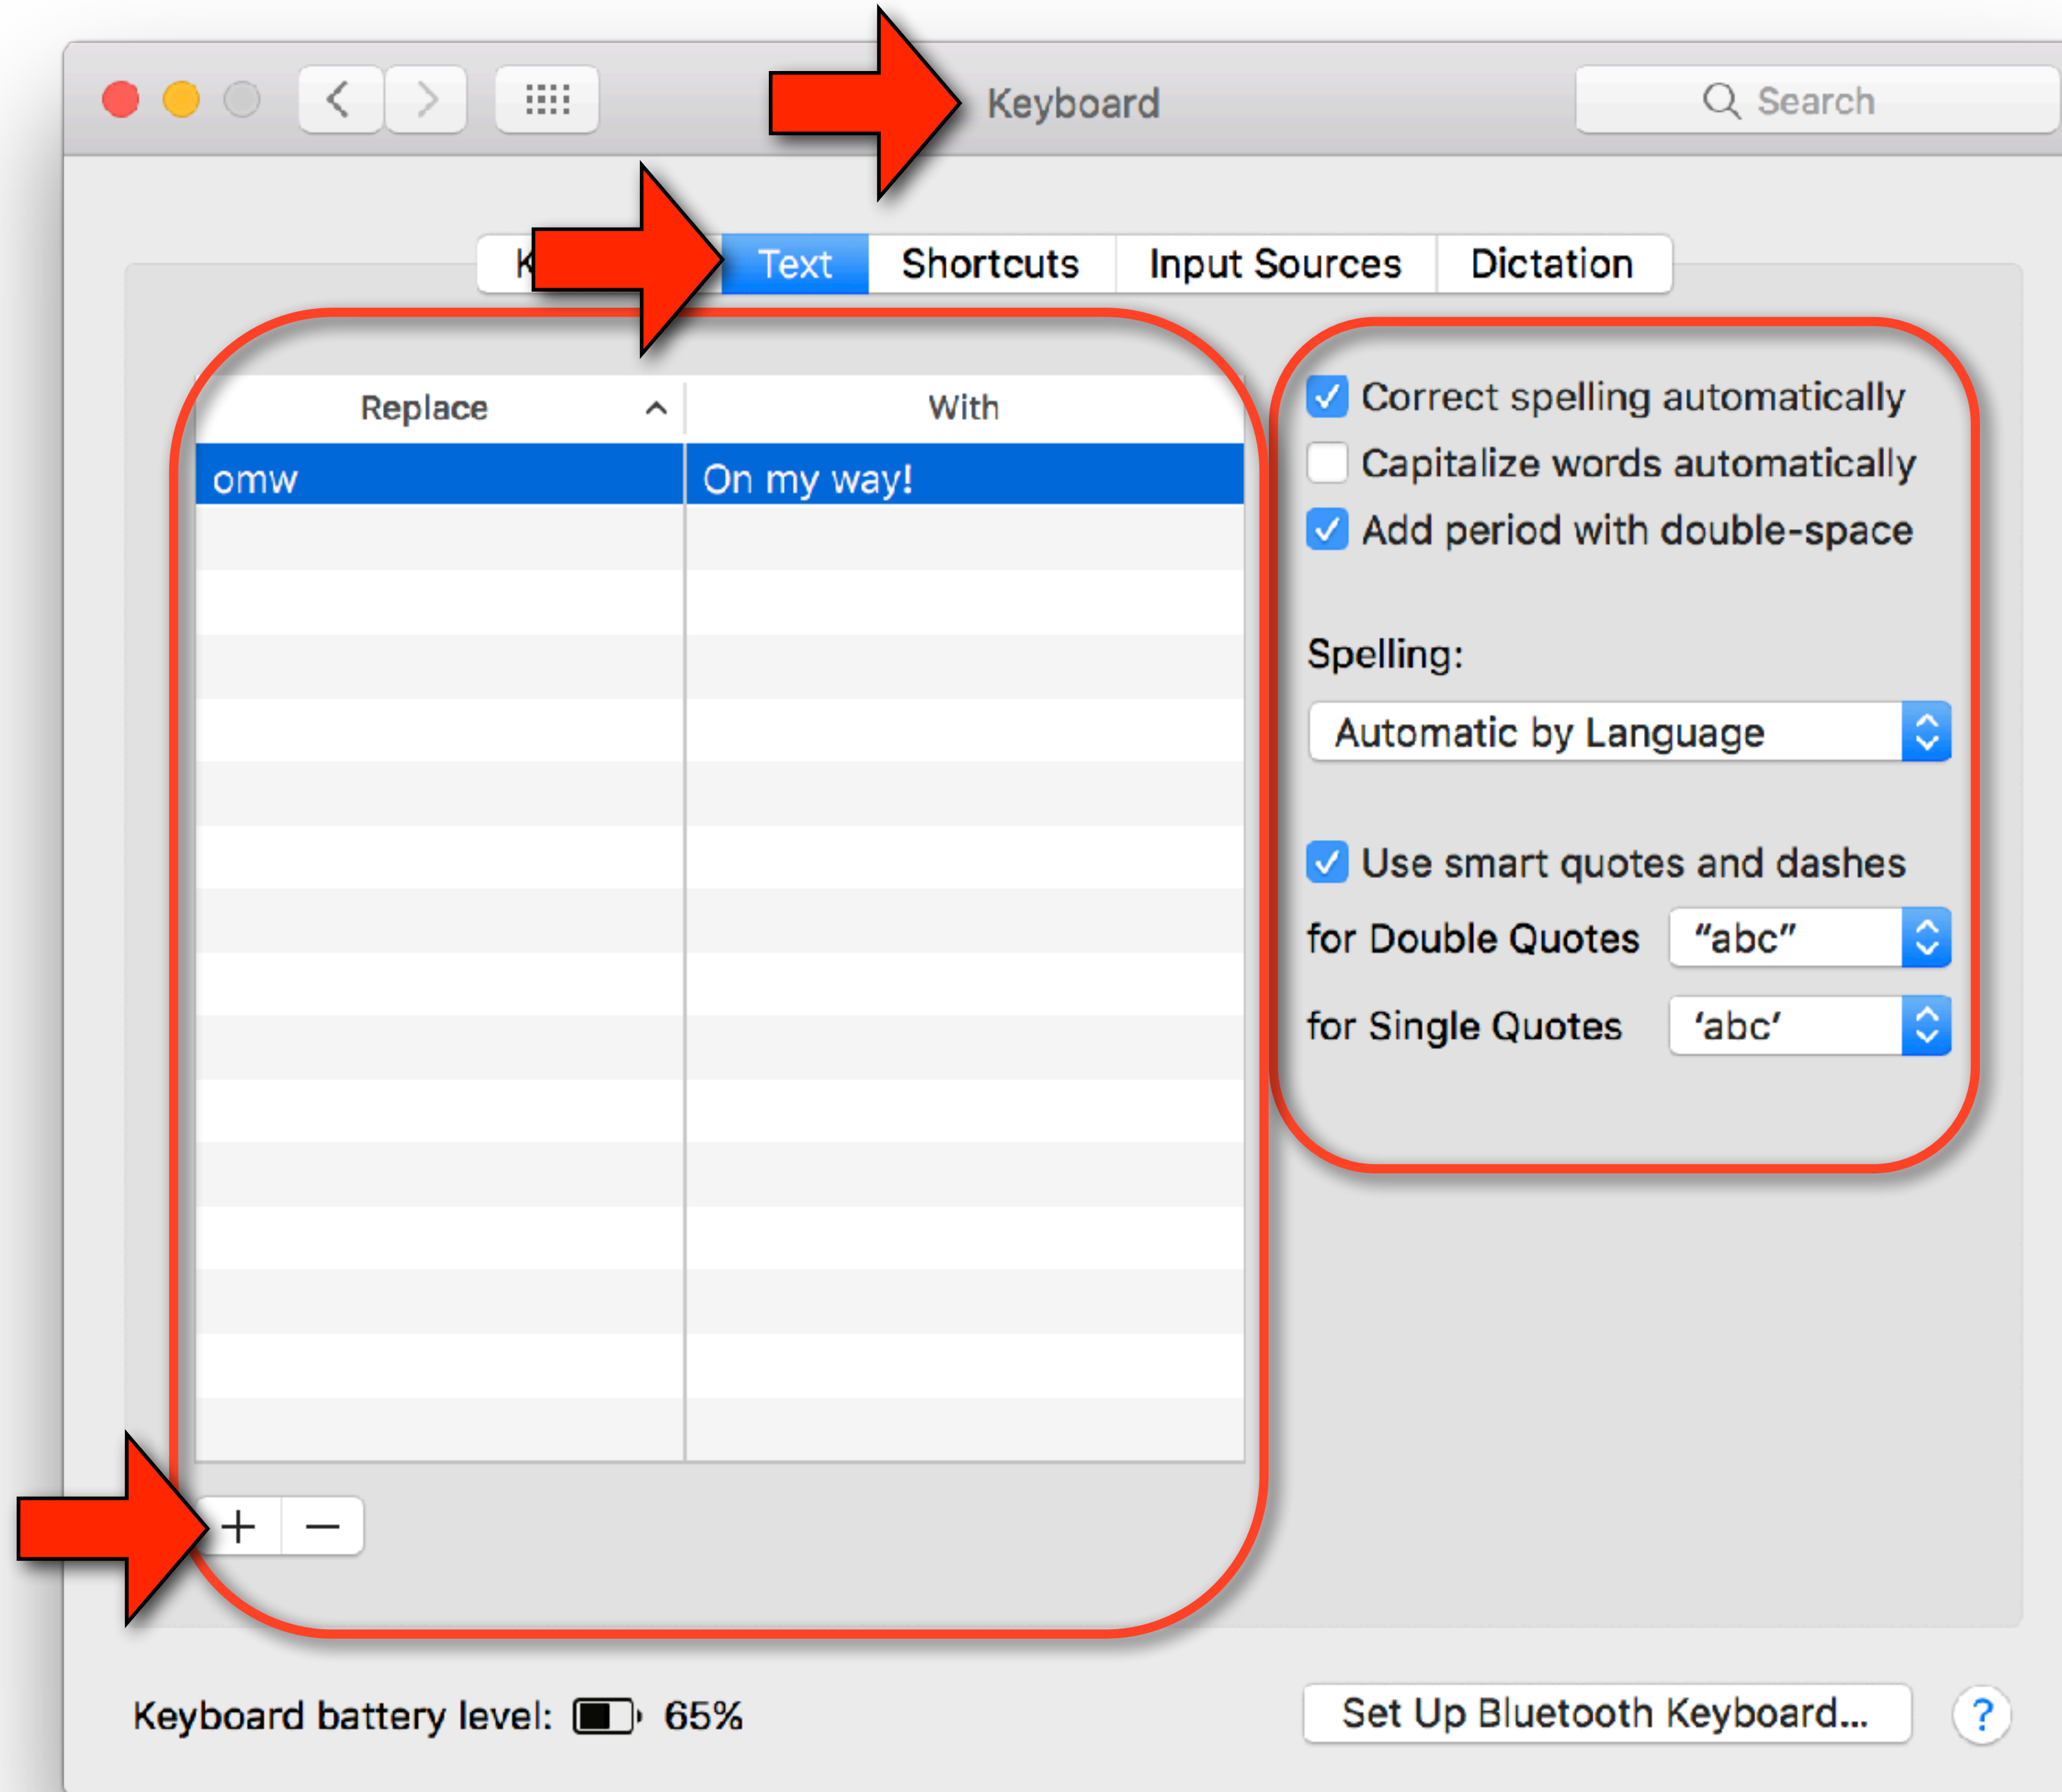 Keyboard
Search
Text Shortcuts Input Sources Dictation
Replace With
omw On my way!
Correct spelling automatically
Capitalize words automatically
Add period with double-space
Spelling:
Automatic by Language
Use smart quotes and dashes
for Double Quotes “abc”
for Single Quotes ‘abc’
+ −
Keyboard battery level: 65%
Set Up Bluetooth Keyboard... ?